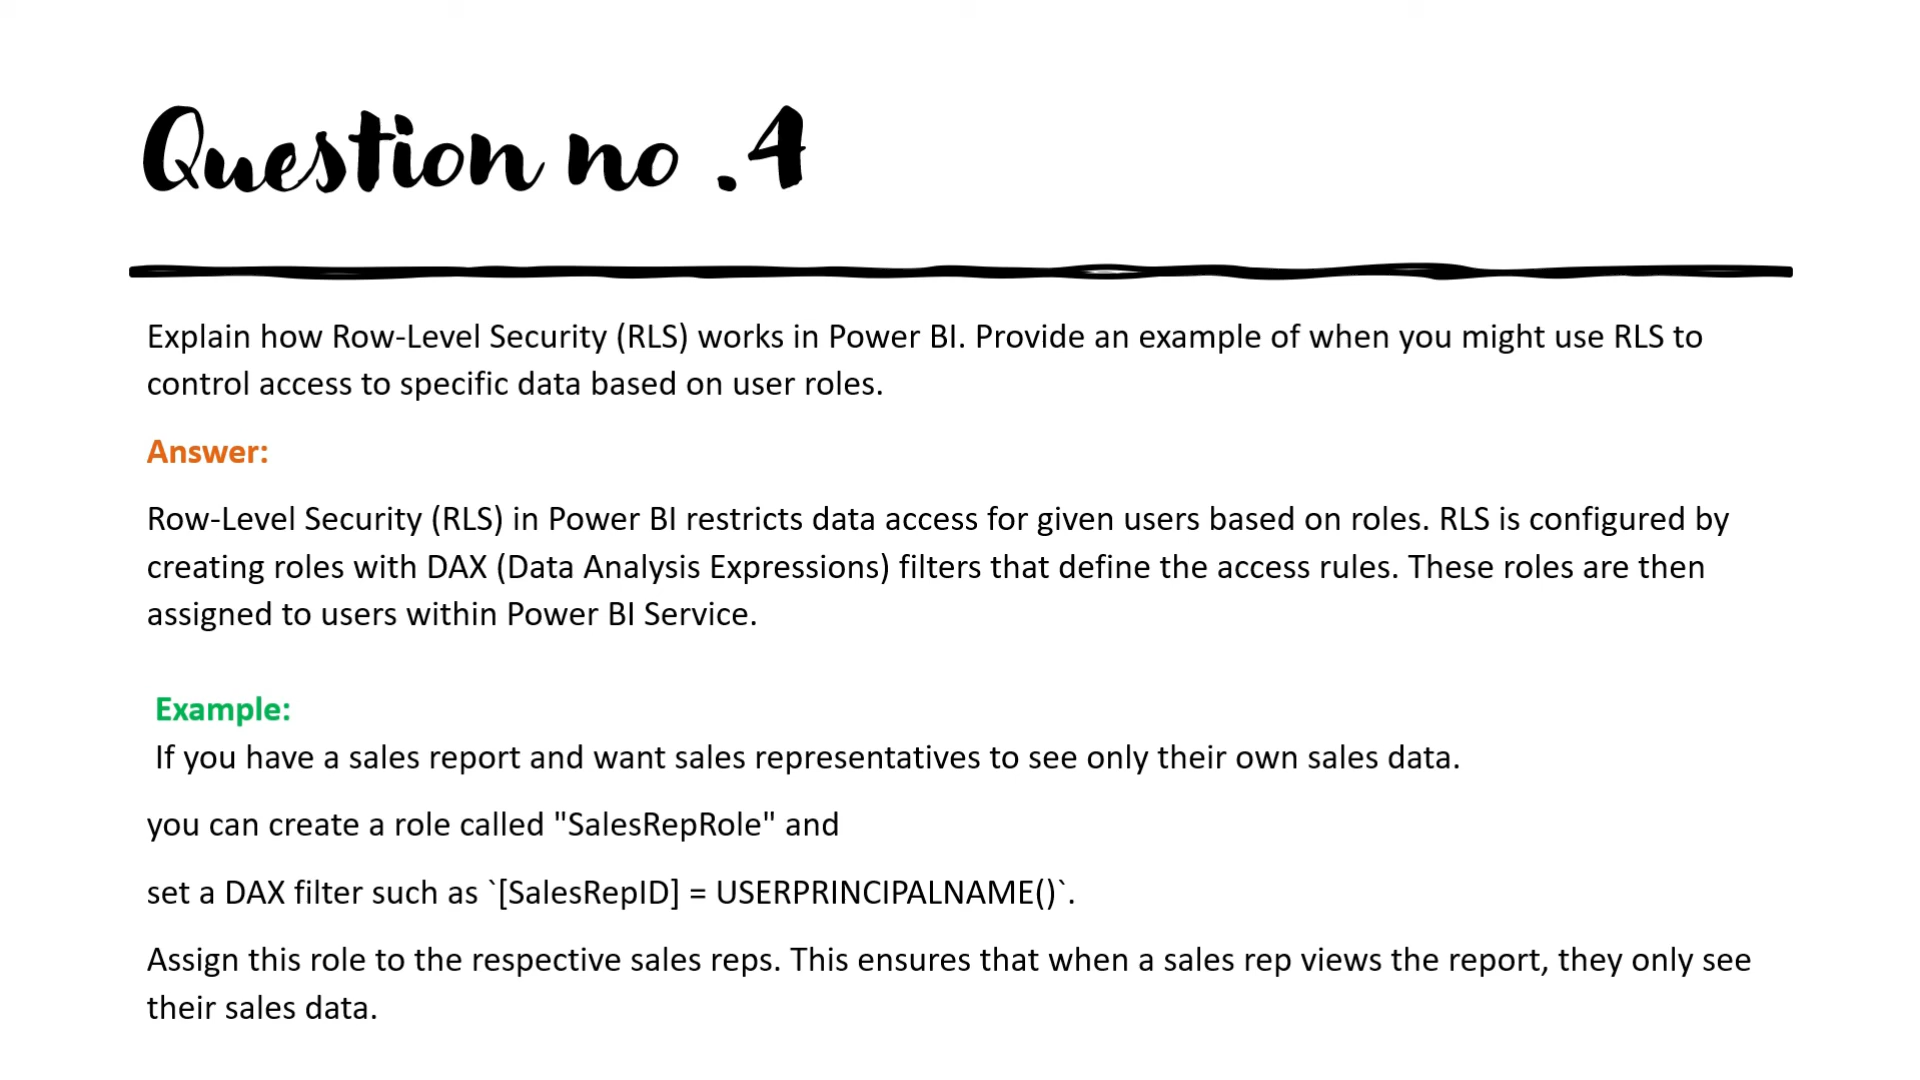 Question no .4
Explain how Row-Level Security (RLS) works in Power BI. Provide an example of when you might use RLS to
control access to specific data based on user roles.
Answer:
Row-Level Security (RLS) in Power BI restricts data access for given users based on roles. RLS is configured by
creating roles with DAX (Data Analysis Expressions) filters that define the access rules. These roles are then
assigned to users within Power BI Service.
Example:
If you have a sales report and want sales representatives to see only their own sales data.
you can create a role called "SalesRepRole" and
set a DAX filter such as `[SalesRepID] = USERPRINCIPALNAME()`.
Assign this role to the respective sales reps. This ensures that when a sales rep views the report, they only see
their sales data.